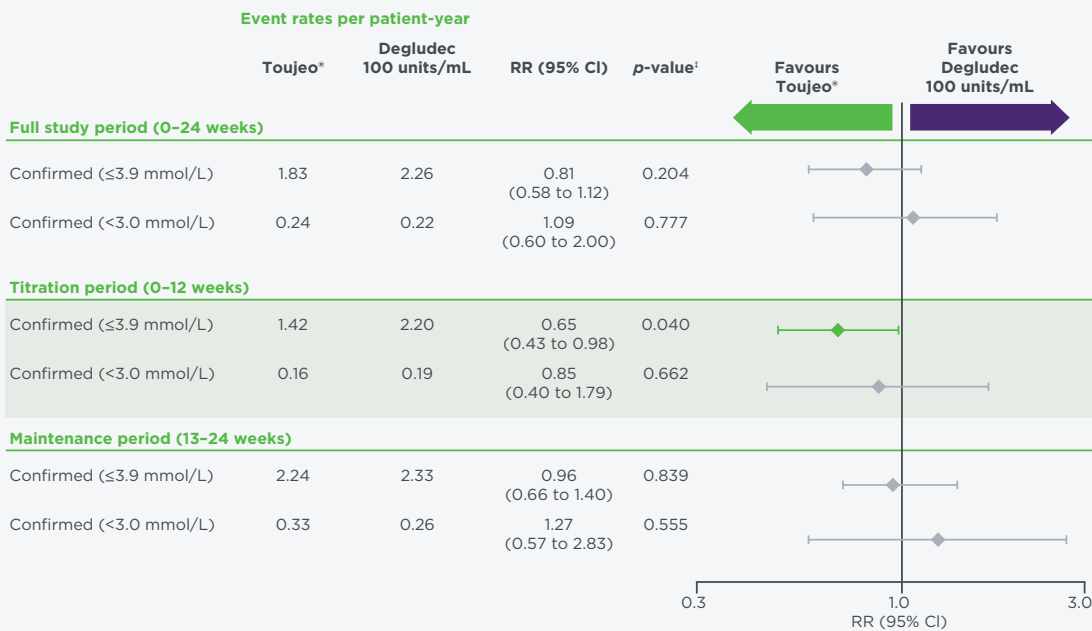 Event rates per patient-year
Toujeo®
Degludec
100 units/mL
RR (95% CI)
p-value‡
Favours
Toujeo®
Favours
Degludec
100 units/mL
Full study period (0–24 weeks)
Confirmed (≤3.9 mmol/L) 1.83 2.26 0.81 0.204
(0.58 to 1.12)
Confirmed (<3.0 mmol/L) 0.24 0.22 1.09 0.777
(0.60 to 2.00)
Titration period (0–12 weeks)
Confirmed (≤3.9 mmol/L) 1.42 2.20 0.65 0.040
(0.43 to 0.98)
Confirmed (<3.0 mmol/L) 0.16 0.19 0.85 0.662
(0.40 to 1.79)
Maintenance period (13–24 weeks)
Confirmed (≤3.9 mmol/L) 2.24 2.33 0.96 0.839
(0.66 to 1.40)
Confirmed (<3.0 mmol/L) 0.33 0.26 1.27 0.555
(0.57 to 2.83)
0.3 1.0 3.0
RR (95% CI)